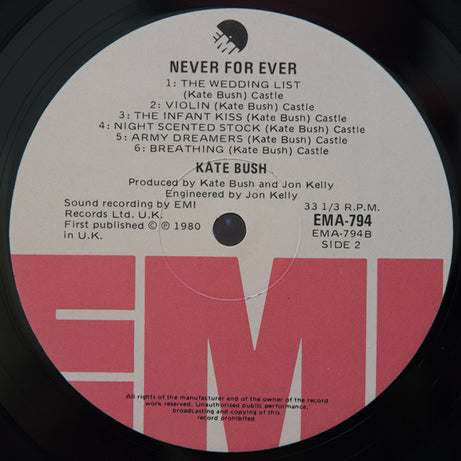 EMI
NEVER FOR EVER
1: THE WEDDING LIST
(Kate Bush) Castle
2: VIOLIN (Kate Bush) Castle
3: THE INFANT KISS (Kate Bush) Castle
4: NIGHT SCENTED STOCK (Kate Bush) Castle
5: ARMY DREAMERS (Kate Bush) Castle
6: BREATHING (Kate Bush) Castle
KATE BUSH
Produced by Kate Bush and Jon Kelly
Engineered by Jon Kelly
Sound recording by EMI
Records Ltd. U.K.
First published © ℗ 1980
in U.K.
33 1/3 R.P.M.
EMA-794
EMA-794B
SIDE 2
EMI
All rights of the manufacturer and of the owner of the record
work reserved. Unauthorised public performance,
broadcasting and copying of this
record prohibited